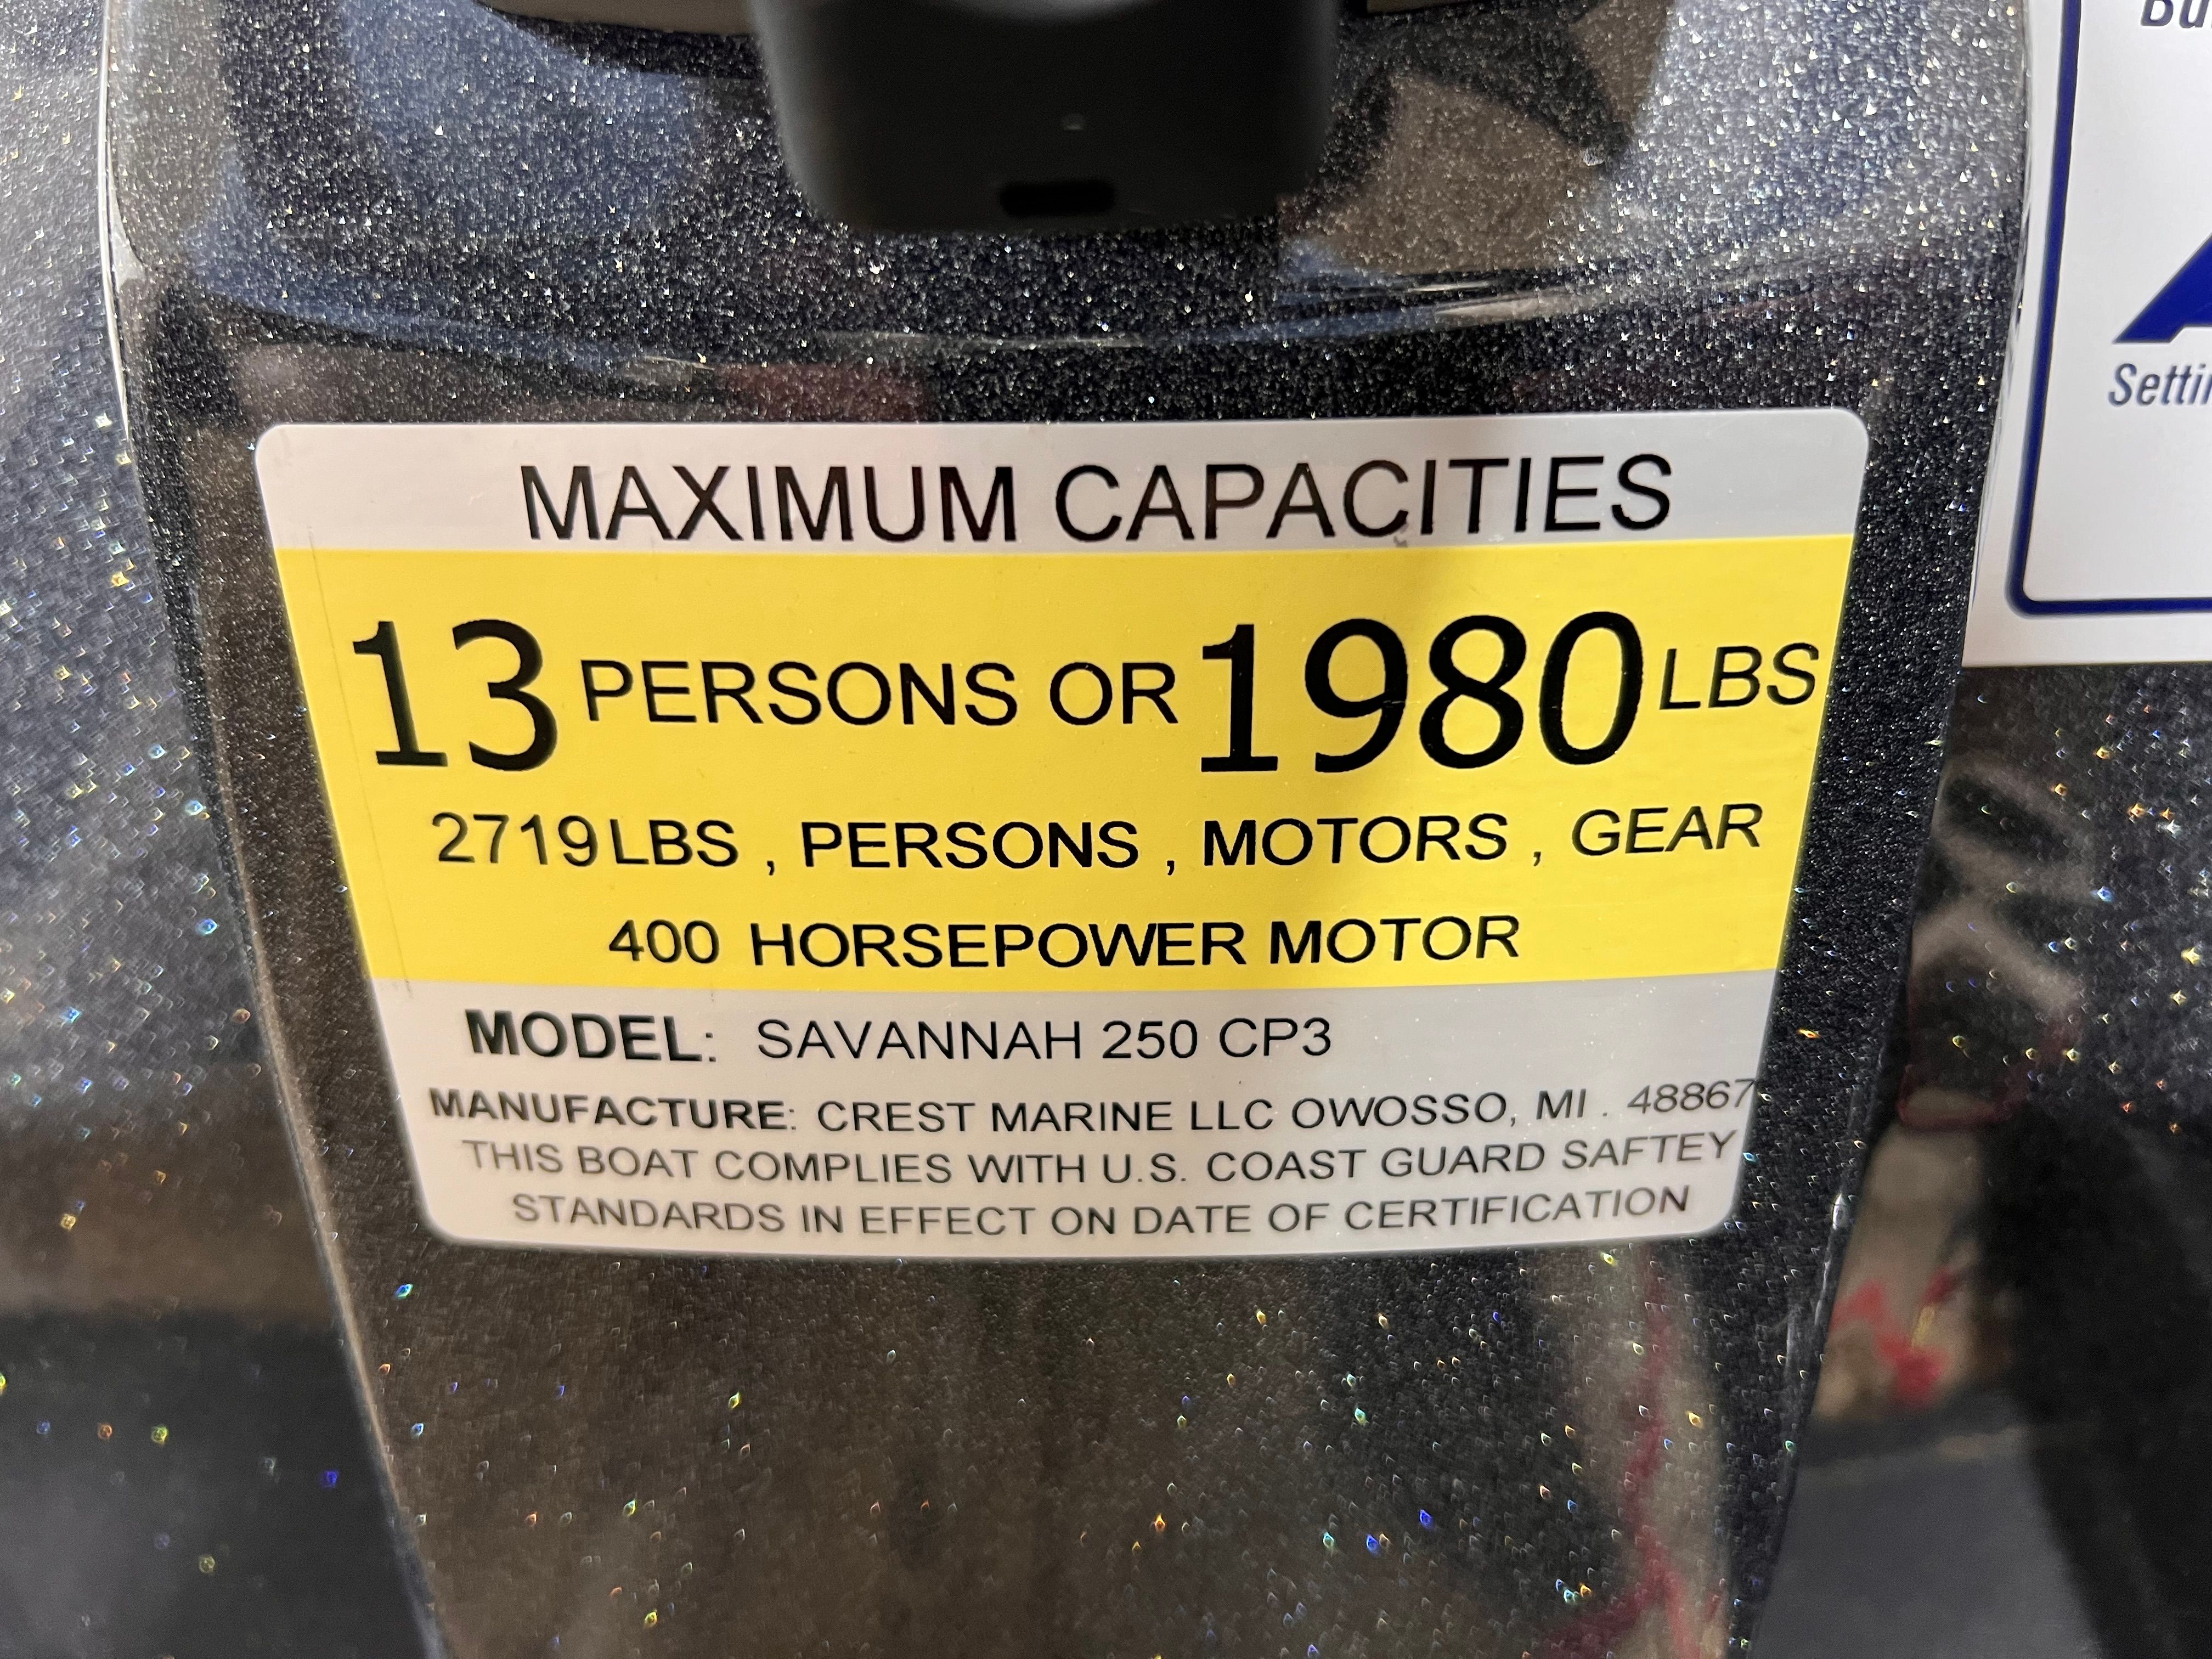 MAXIMUM CAPACITIES
13 PERSONS OR 1980 LBS
2719 LBS , PERSONS , MOTORS , GEAR
400 HORSEPOWER MOTOR
MODEL: SAVANNAH 250 CP3
MANUFACTURE: CREST MARINE LLC OWOSSO, MI . 48867
THIS BOAT COMPLIES WITH U.S. COAST GUARD SAFTEY
STANDARDS IN EFFECT ON DATE OF CERTIFICATION